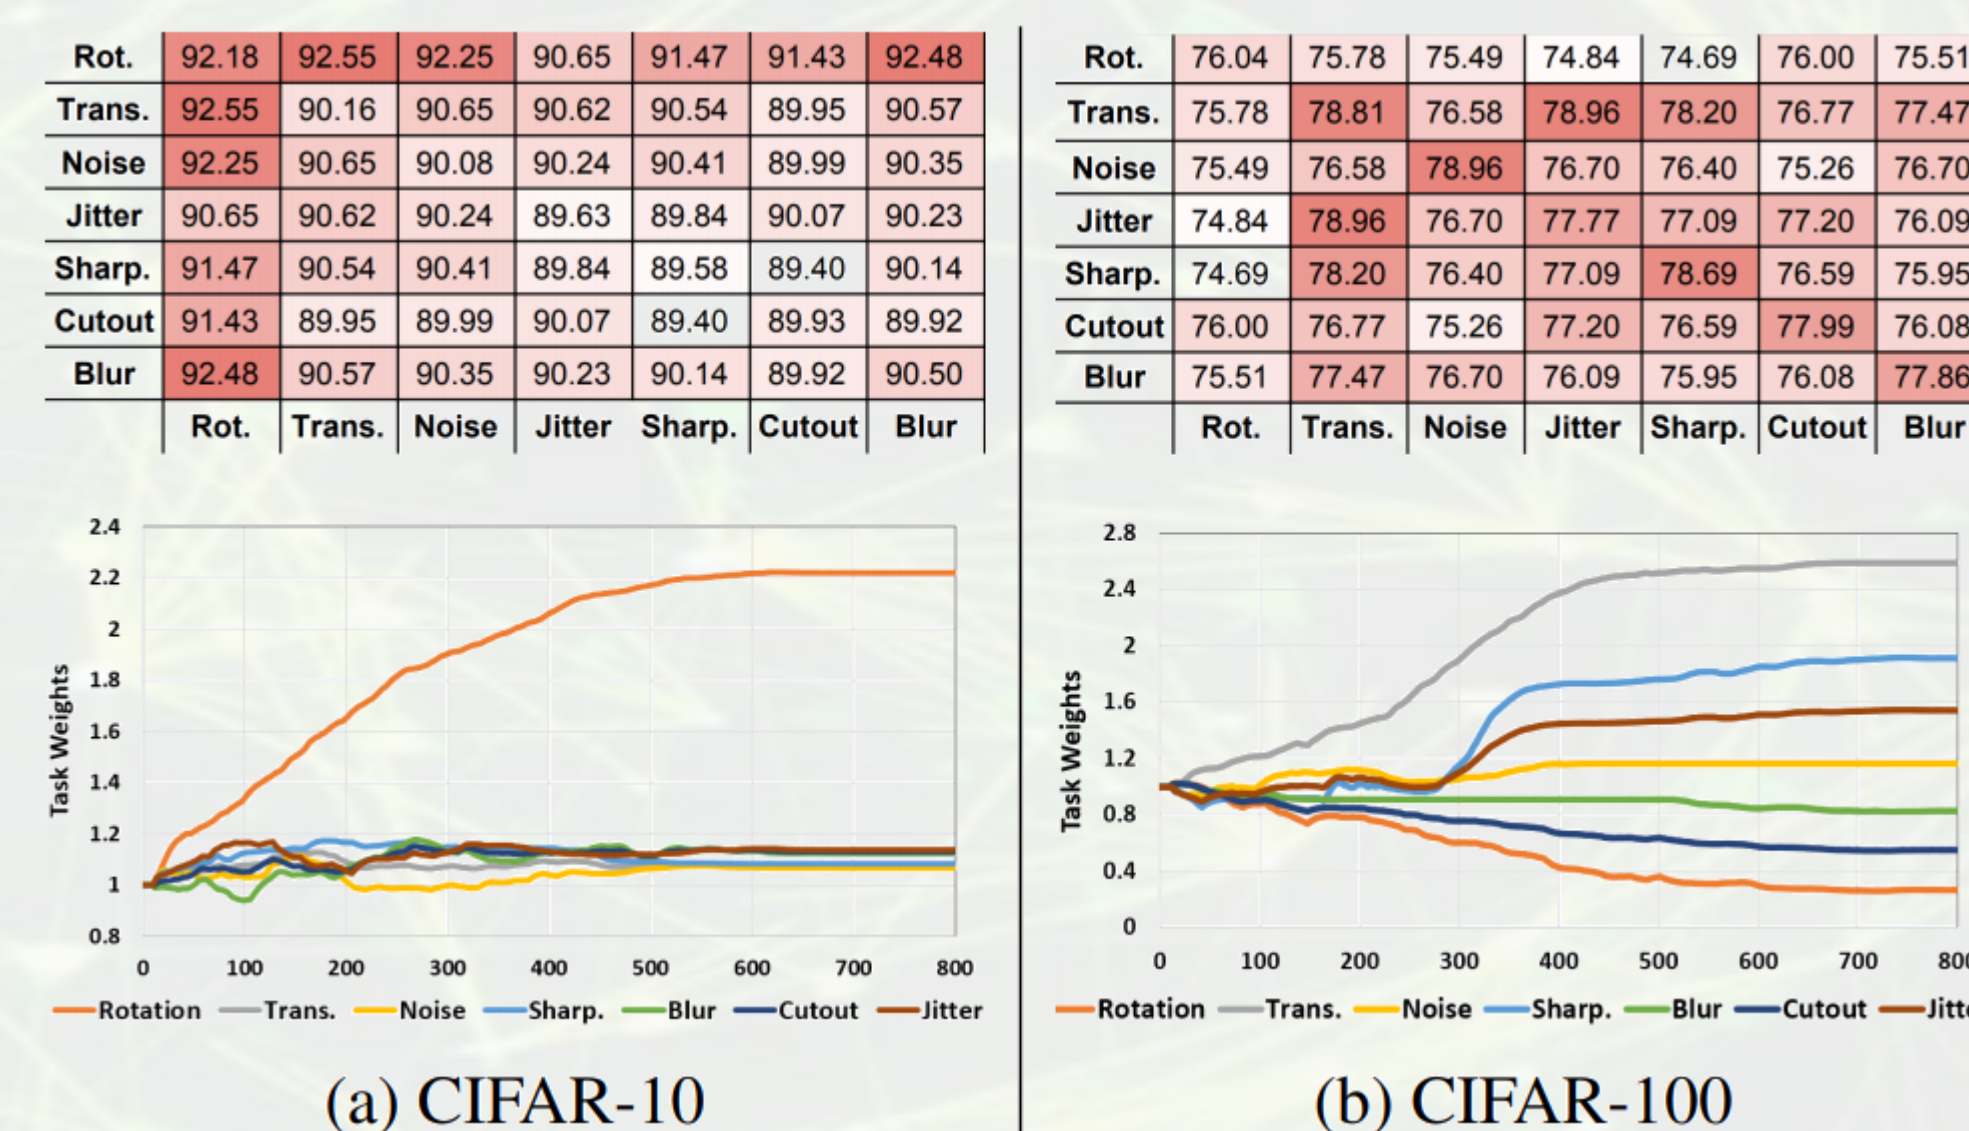 Rot. 92.18 92.55 92.25 90.65 91.47 91.43 92.48
Trans. 92.55 90.16 90.65 90.62 90.54 89.95 90.57
Noise 92.25 90.65 90.08 90.24 90.41 89.99 90.35
Jitter 90.65 90.62 90.24 89.63 89.84 90.07 90.23
Sharp. 91.47 90.54 90.41 89.84 89.58 89.40 90.14
Cutout 91.43 89.95 89.99 90.07 89.40 89.93 89.92
Blur 92.48 90.57 90.35 90.23 90.14 89.92 90.50
Rot. Trans. Noise Jitter Sharp. Cutout Blur
2.4
2.2
2
1.8
1.6
1.4
1.2
1
0.8
Task Weights
0 100 200 300 400 500 600 700 800
Rotation Trans. Noise Sharp. Blur Cutout Jitter
(a) CIFAR-10
Rot. 76.04 75.78 75.49 74.84 74.69 76.00 75.51
Trans. 75.78 78.81 76.58 78.96 78.20 76.77 77.47
Noise 75.49 76.58 78.96 76.70 76.40 75.26 76.70
Jitter 74.84 78.96 76.70 77.77 77.09 77.20 76.09
Sharp. 74.69 78.20 76.40 77.09 78.69 76.59 75.95
Cutout 76.00 76.77 75.26 77.20 76.59 77.99 76.08
Blur 75.51 77.47 76.70 76.09 75.95 76.08 77.86
Rot. Trans. Noise Jitter Sharp. Cutout Blur
2.8
2.4
2
1.6
1.2
0.8
0.4
0
Task Weights
0 100 200 300 400 500 600 700 800
Rotation Trans. Noise Sharp. Blur Cutout
(b) CIFAR-100